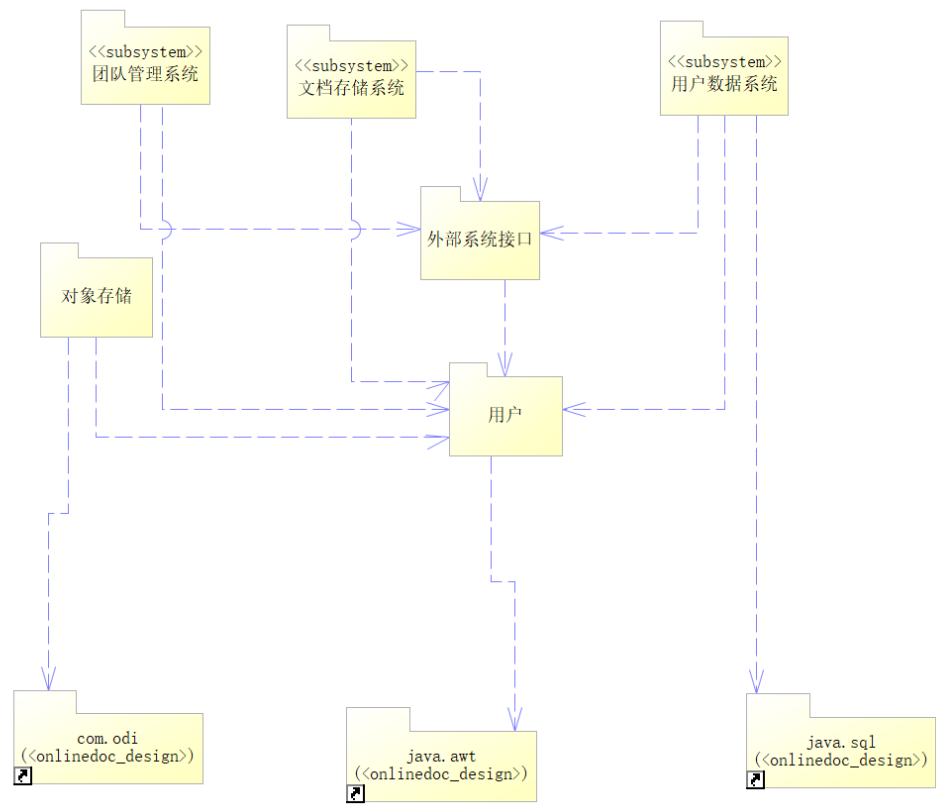 <<subsystem>>
团队管理系统
<<subsystem>>
文档存储系统
<<subsystem>>
用户数据系统
外部系统接口
对象存储
用户
com.odi
(<onlinedoc_design>)
java.awt
(<onlinedoc_design>)
java.sql
(<onlinedoc_design>)